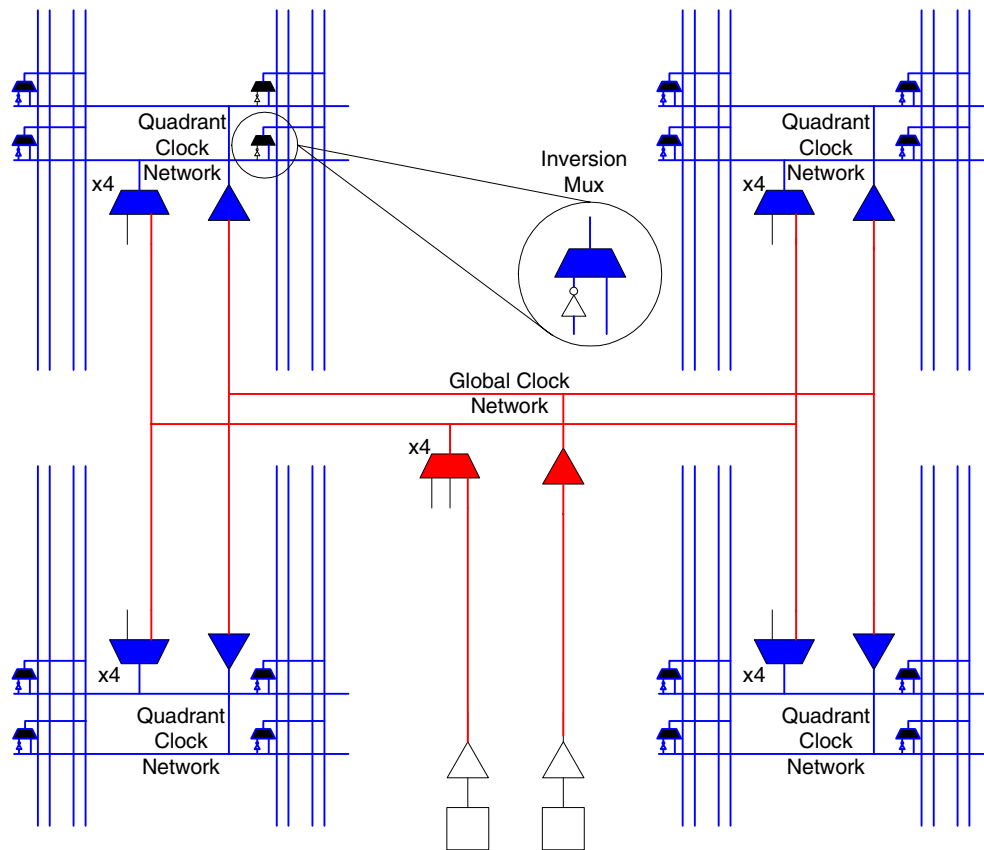 Quadrant
Clock
Network
x4
Inversion
Mux
Quadrant
Clock
Network
x4
Global Clock
Network
x4
x4
Quadrant
Clock
Network
x4
Quadrant
Clock
Network